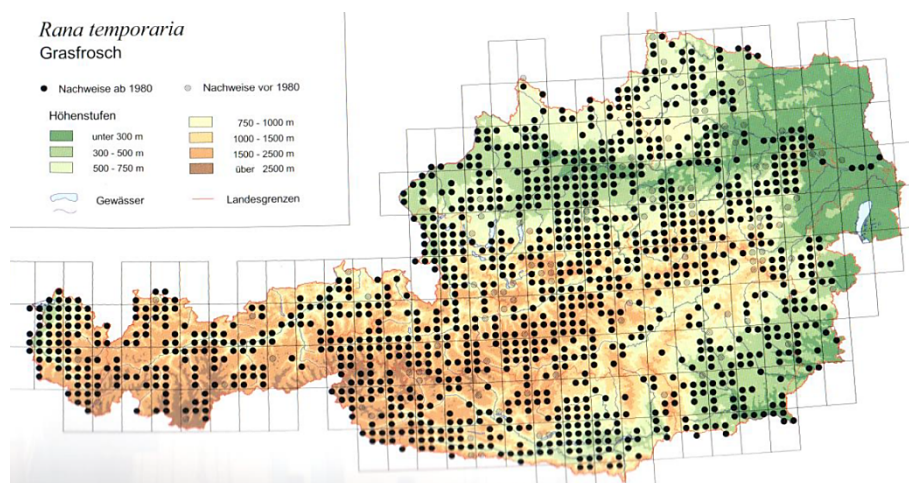 Rana temporaria
Grasfrosch
Nachweise ab 1980
Nachweise vor 1980
Höhenstufen
unter 300 m
300 - 500 m
500 - 750 m
750 - 1000 m
1000 - 1500 m
1500 - 2500 m
über 2500 m
Gewässer
Landesgrenzen